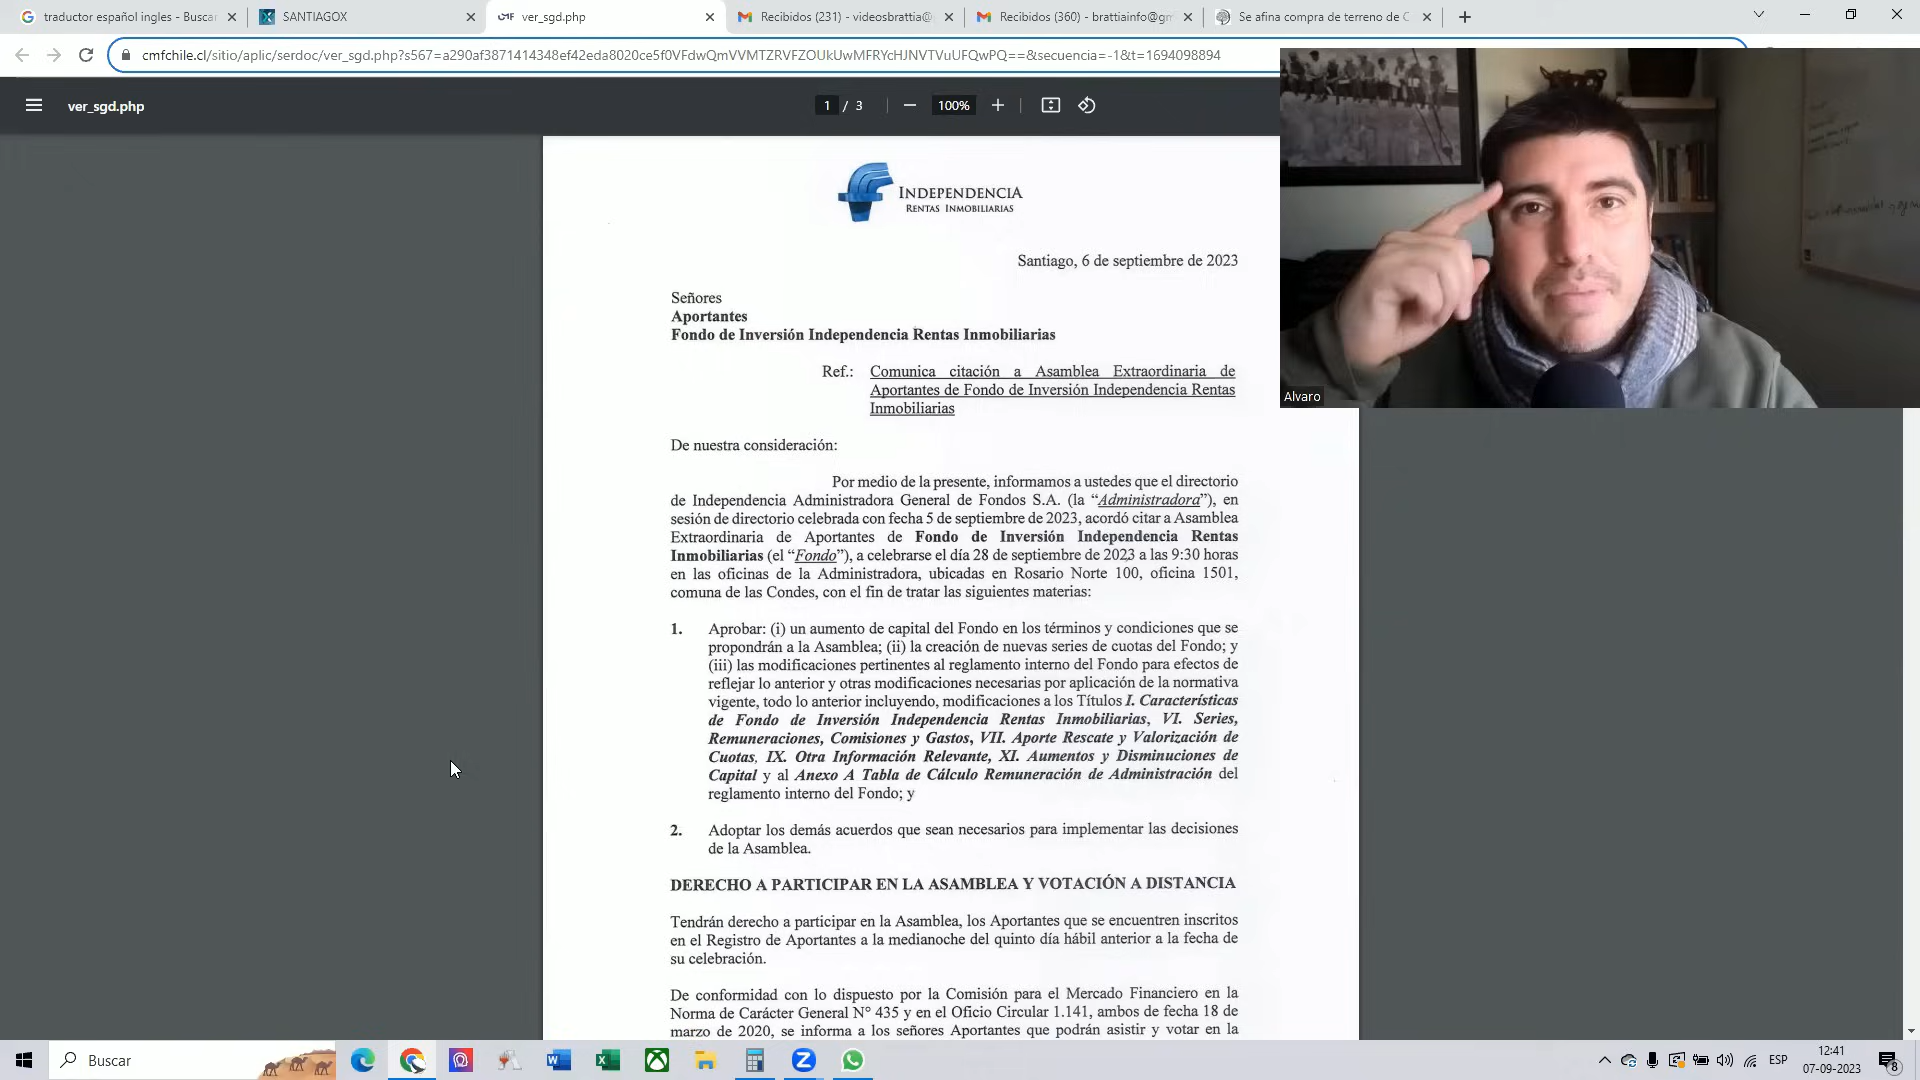 traductor español ingles - Buscar
SANTIAGOX
ver_sgd.php
Recibidos (231) - videosbrattia@g
Recibidos (360) - brattiainfo@gm
Se afina compra de terreno de C
cmfchile.cl/sitio/aplic/serdoc/ver_sgd.php?s567=a290af3871414348ef42eda8020ce5f0VFdwQmVVMTZRVFZOUkUwMFRYcHJNVTVuUFQwPQ==&secuencia=-1&t=1694098894
ver_sgd.php
1 / 3
100%
INDEPENDENCIA
RENTAS INMOBILIARIAS
Santiago, 6 de septiembre de 2023
Señores
Aportantes
Fondo de Inversión Independencia Rentas Inmobiliarias
Ref.: Comunica citación a Asamblea Extraordinaria de
Aportantes de Fondo de Inversión Independencia Rentas
Inmobiliarias
De nuestra consideración:
Por medio de la presente, informamos a ustedes que el directorio
de Independencia Administradora General de Fondos S.A. (la “Administradora”), en
sesión de directorio celebrada con fecha 5 de septiembre de 2023, acordó citar a Asamblea
Extraordinaria de Aportantes de Fondo de Inversión Independencia Rentas
Inmobiliarias (el “Fondo”), a celebrarse el día 28 de septiembre de 2023 a las 9:30 horas
en las oficinas de la Administradora, ubicadas en Rosario Norte 100, oficina 1501,
comuna de las Condes, con el fin de tratar las siguientes materias:
1. Aprobar: (i) un aumento de capital del Fondo en los términos y condiciones que se
propondrán a la Asamblea; (ii) la creación de nuevas series de cuotas del Fondo; y
(iii) las modificaciones pertinentes al reglamento interno del Fondo para efectos de
reflejar lo anterior y otras modificaciones necesarias por aplicación de la normativa
vigente, todo lo anterior incluyendo, modificaciones a los Títulos I. Características
de Fondo de Inversión Independencia Rentas Inmobiliarias, VI. Series,
Remuneraciones, Comisiones y Gastos, VII. Aporte Rescate y Valorización de
Cuotas, IX. Otra Información Relevante, XI. Aumentos y Disminuciones de
Capital y al Anexo A Tabla de Cálculo Remuneración de Administración del
reglamento interno del Fondo; y
2. Adoptar los demás acuerdos que sean necesarios para implementar las decisiones
de la Asamblea.
DERECHO A PARTICIPAR EN LA ASAMBLEA Y VOTACIÓN A DISTANCIA
Tendrán derecho a participar en la Asamblea, los Aportantes que se encuentren inscritos
en el Registro de Aportantes a la medianoche del quinto día hábil anterior a la fecha de
su celebración.
De conformidad con lo dispuesto por la Comisión para el Mercado Financiero en la
Norma de Carácter General N° 435 y en el Oficio Circular 1.141, ambos de fecha 18 de
marzo de 2020, se informa a los señores Aportantes que podrán asistir y votar en la
Alvaro
Buscar
ESP
12:41
07-09-2023
8